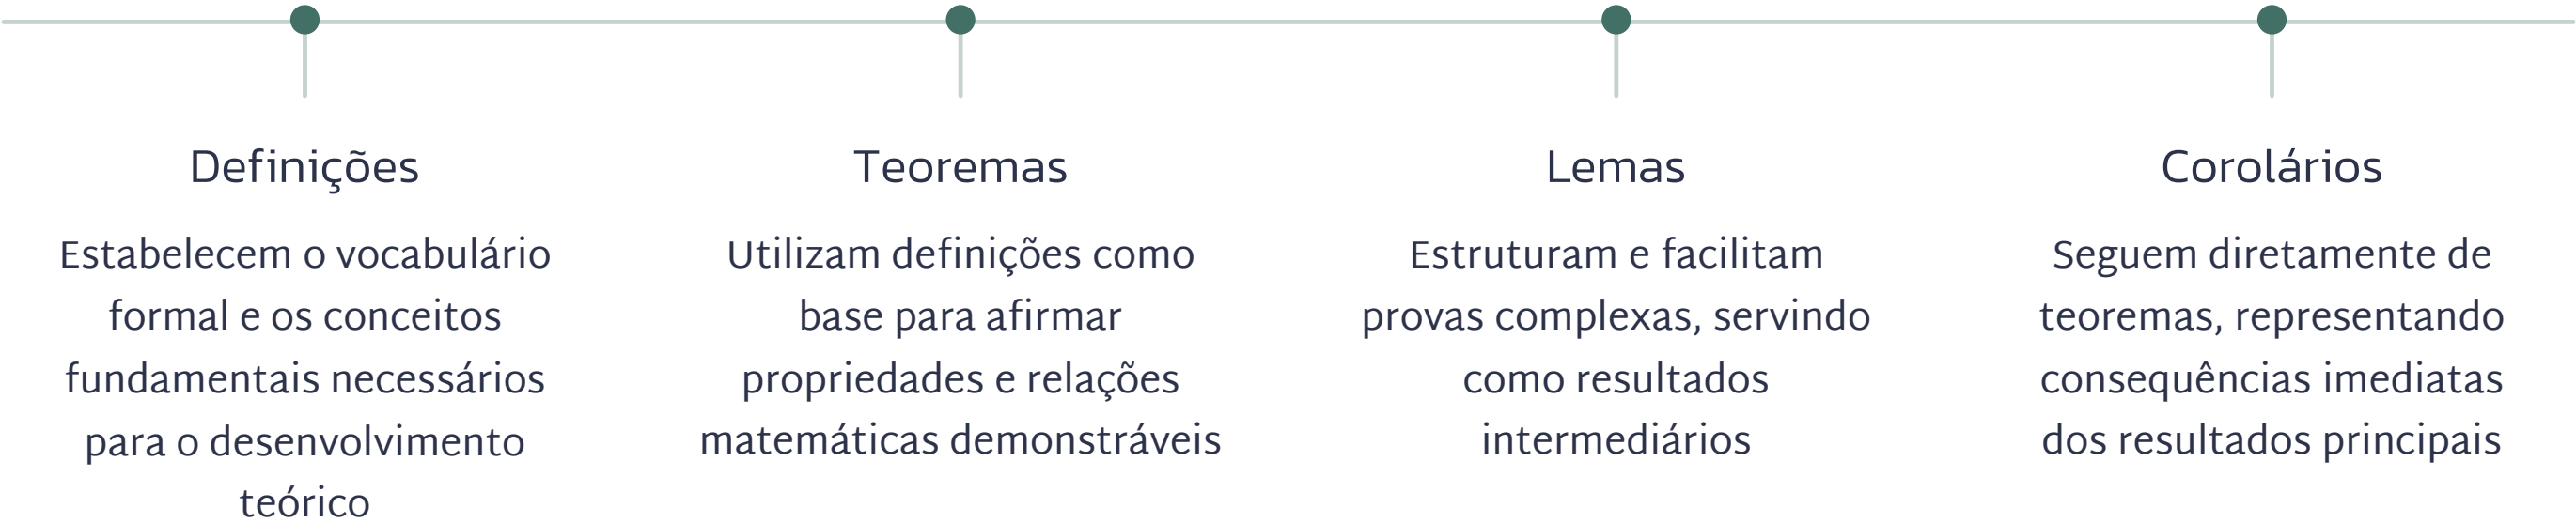 Definições
Estabelecem o vocabulário
formal e os conceitos
fundamentais necessários
para o desenvolvimento
teórico
Teoremas
Utilizam definições como
base para afirmar
propriedades e relações
matemáticas demonstráveis
Lemas
Estruturam e facilitam
provas complexas, servindo
como resultados
intermediários
Corolários
Seguem diretamente de
teoremas, representando
consequências imediatas
dos resultados principais